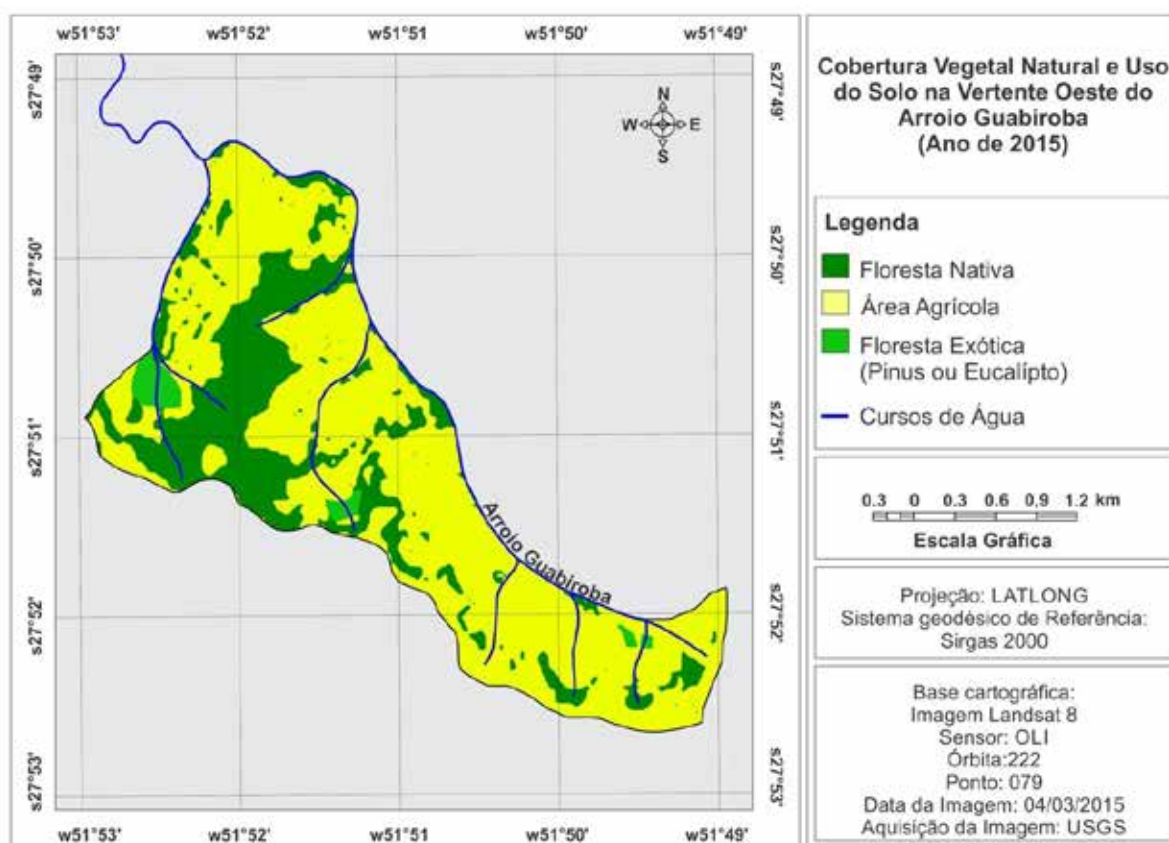 w51°53' w51°52' w51°51 w51°50' w51°49'
s27°49' s27°49'
N
W E
S
s27°50' s27°50'
s27°51' s27°51'
Arroio Guabiroba
s27°52' s27°52'
s27°53' s27°53'
w51°53' w51°52' w51°51 w51°50' w51°49'
Cobertura Vegetal Natural e Uso
do Solo na Vertente Oeste do
Arroio Guabiroba
(Ano de 2015)
Legenda
Floresta Nativa
Área Agrícola
Floresta Exótica
(Pinus ou Eucalípto)
Cursos de Água
0.3 0 0.3 0.6 0.9 1.2 km
Escala Gráfica
Projeção: LATLONG
Sistema geodésico de Referência:
Sirgas 2000
Base cartográfica:
Imagem Landsat 8
Sensor: OLI
Órbita:222
Ponto: 079
Data da Imagem: 04/03/2015
Aquisição da Imagem: USGS